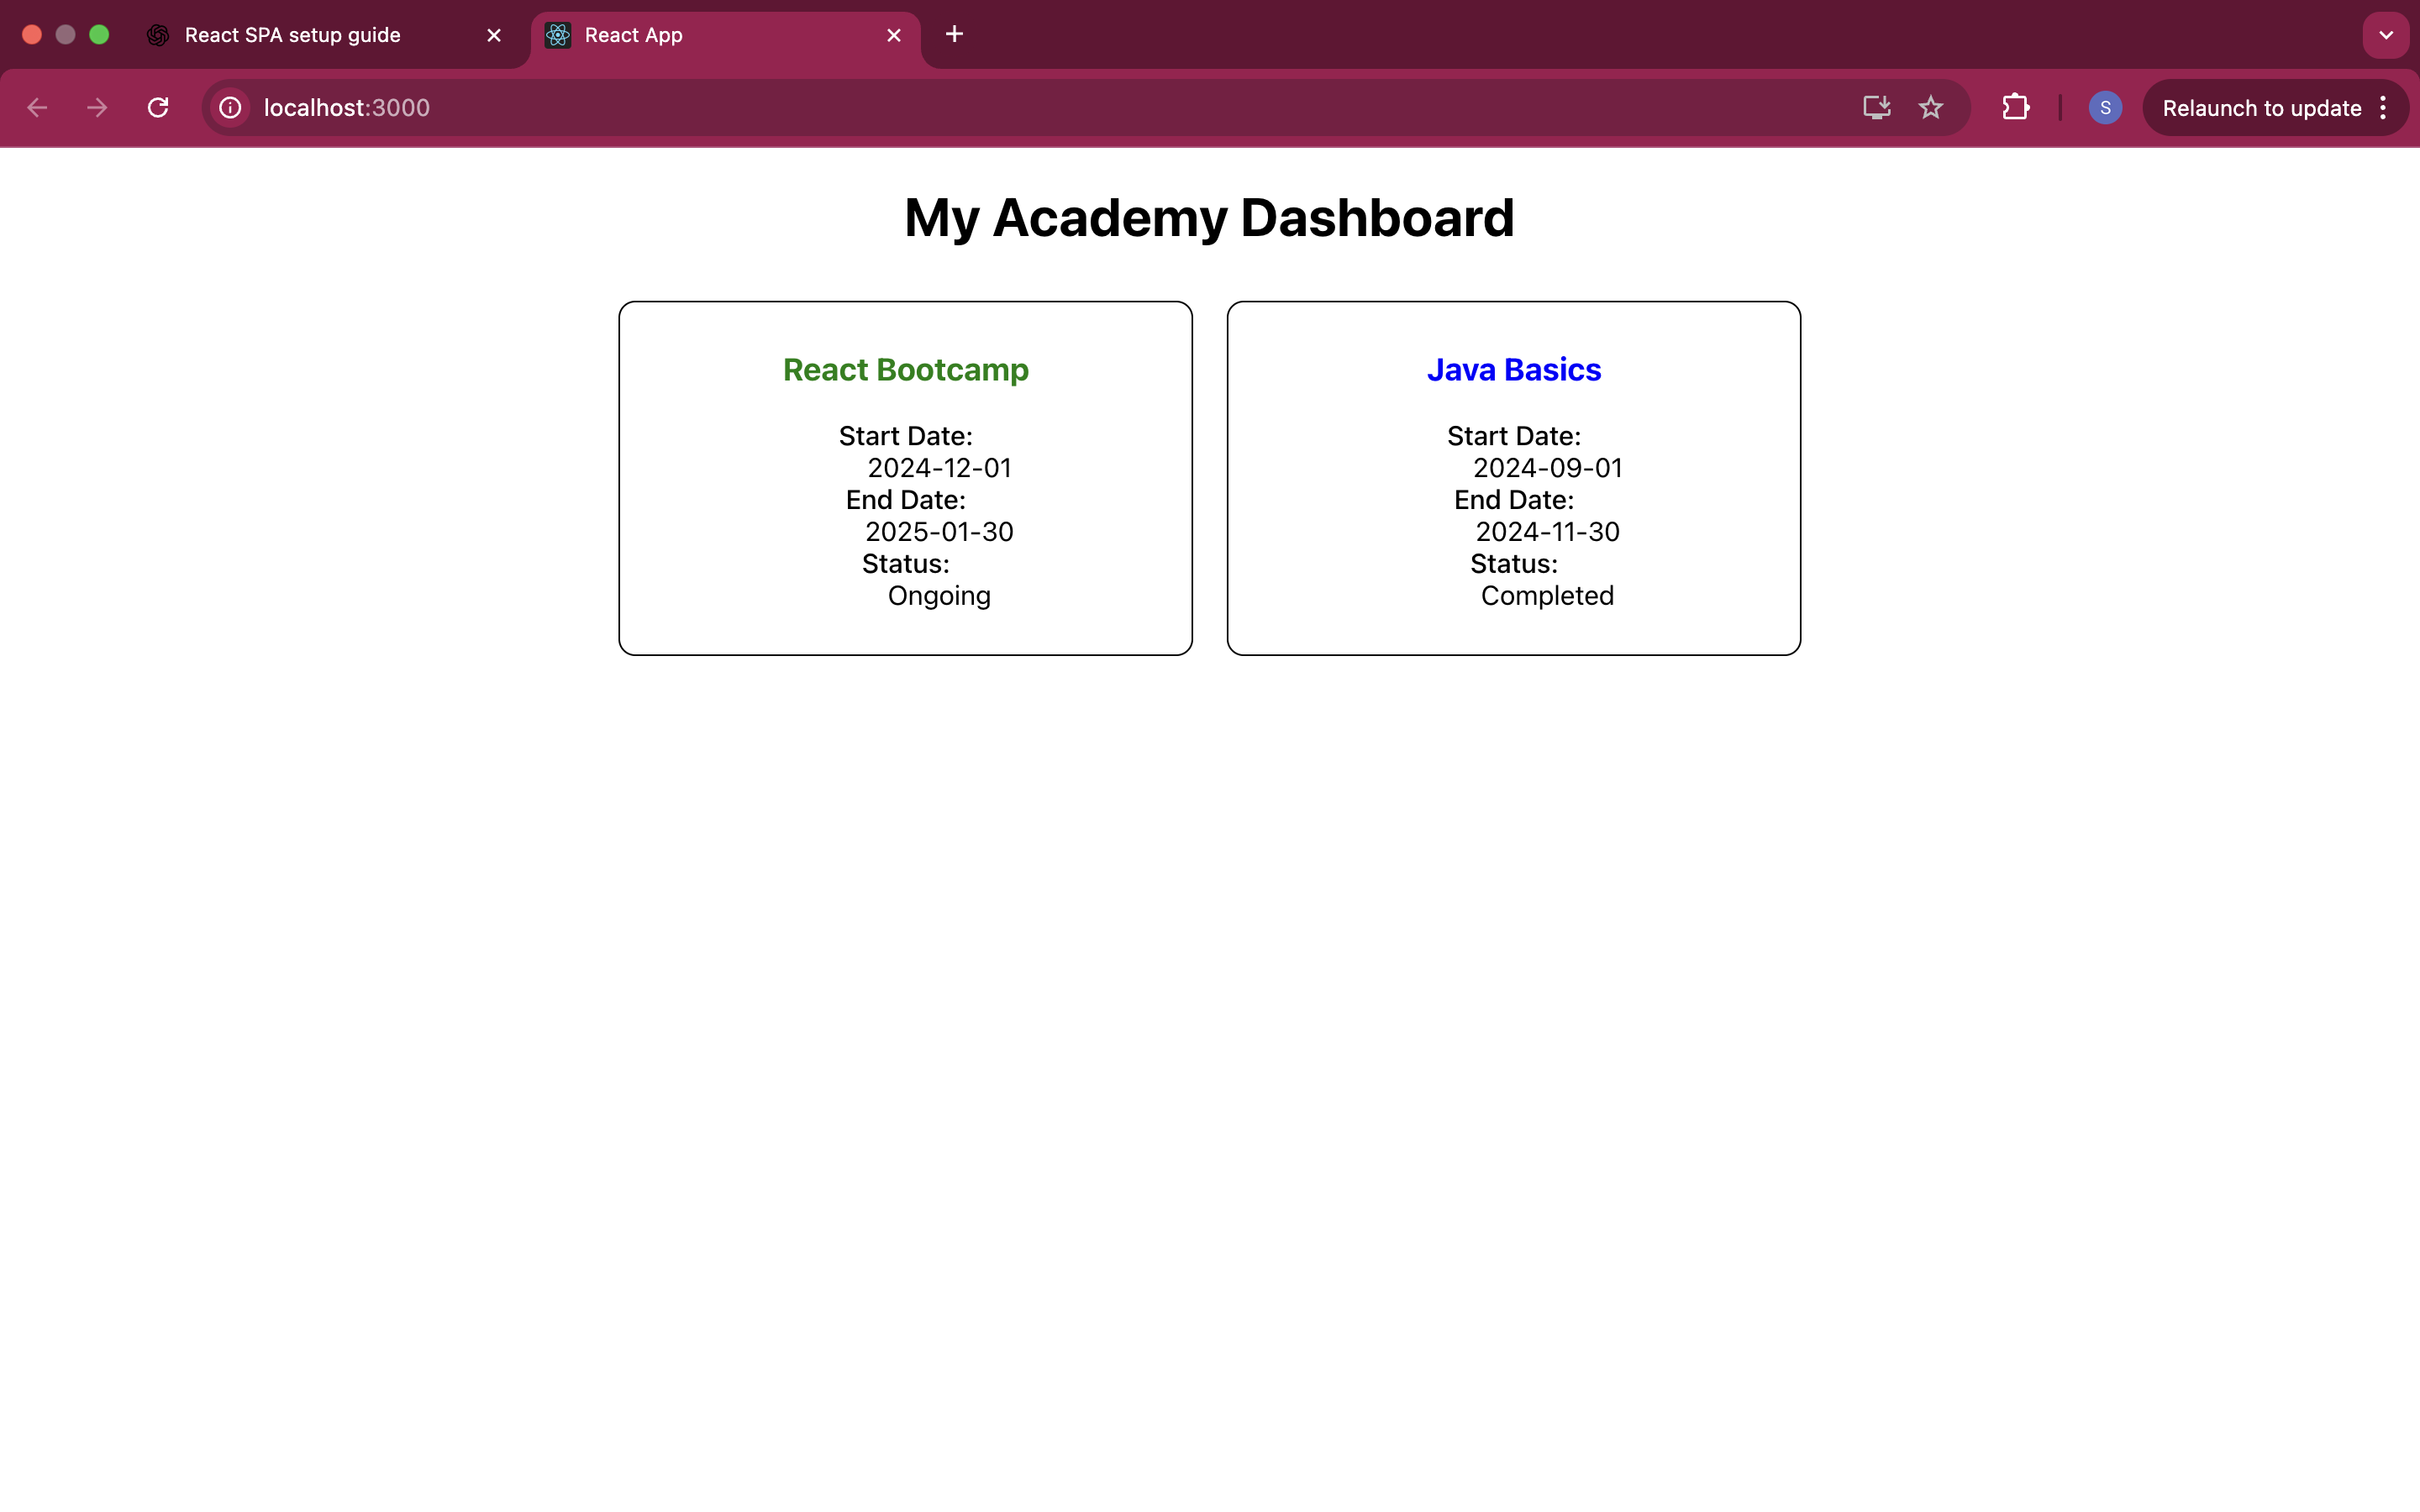 React SPA setup guide
React App
localhost:3000
S
Relaunch to update
My Academy Dashboard
React Bootcamp
Start Date:
2024-12-01
End Date:
2025-01-30
Status:
Ongoing
Java Basics
Start Date:
2024-09-01
End Date:
2024-11-30
Status:
Completed